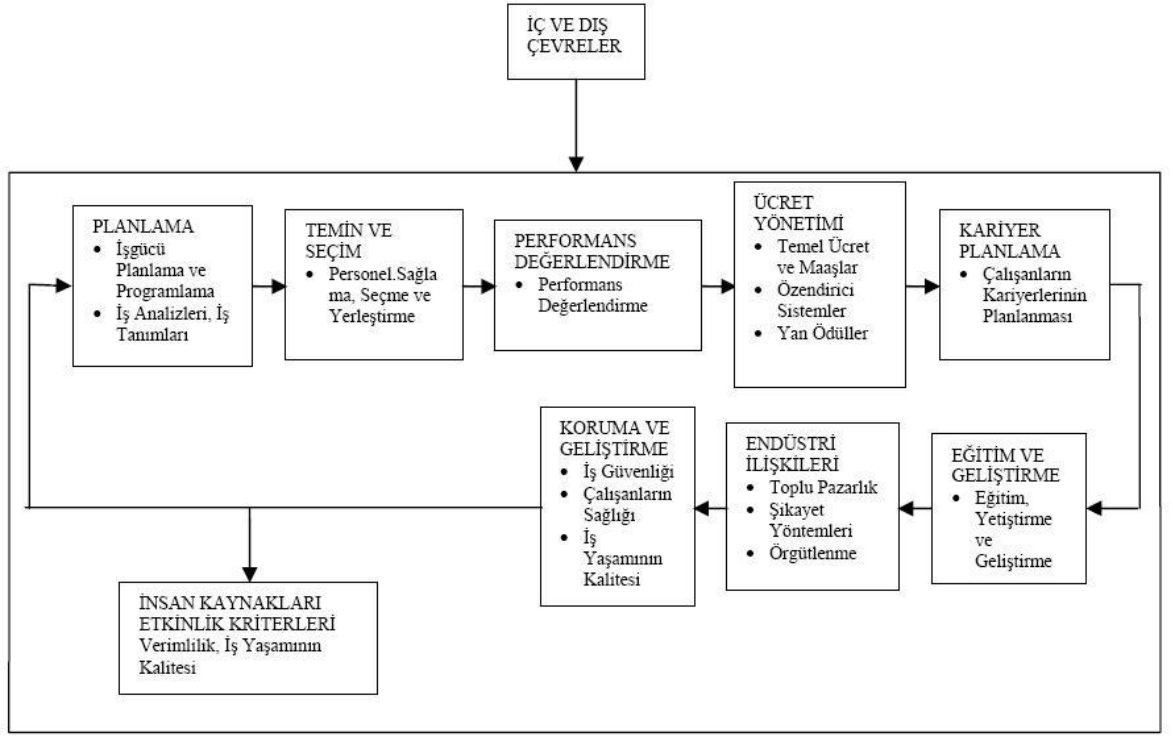 İÇ VE DIŞ
ÇEVRELER
PLANLAMA
• İşgücü
Planlama ve
Programlama
• İş Analizleri, İş
Tanımları
TEMİN VE
SEÇİM
• Personel.Sağla
ma, Seçme ve
Yerleştirme
PERFORMANS
DEĞERLENDİRME
• Performans
Değerlendirme
ÜCRET
YÖNETİMİ
• Temel Ücret
ve Maaşlar
• Özendirici
Sistemler
• Yan Ödüller
KARİYER
PLANLAMA
• Çalışanların
Kariyerlerinin
Planlanması
EĞİTİM VE
GELİŞTİRME
• Eğitim,
Yetiştirme
ve
Geliştirme
ENDÜSTRİ
İLİŞKİLERİ
• Toplu Pazarlık
• Şikayet
Yöntemleri
• Örgütlenme
KORUMA VE
GELİŞTİRME
• İş Güvenliği
• Çalışanların
Sağlığı
• İş
Yaşamının
Kalitesi
İNSAN KAYNAKLARI
ETKİNLİK KRİTERLERİ
Verimlilik, İş Yaşamının
Kalitesi